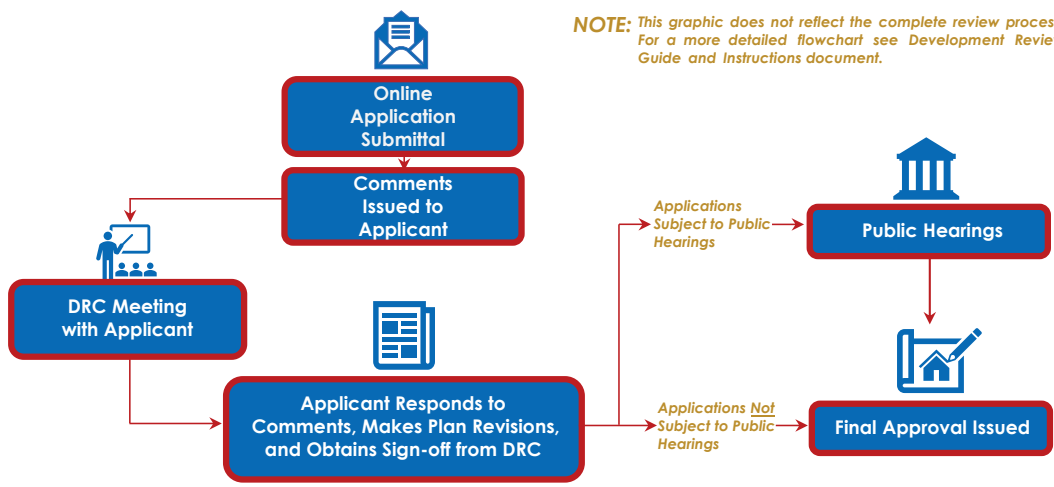 NOTE: This graphic does not reflect the complete review proces
For a more detailed flowchart see Development Revie
Guide and Instructions document.
Online
Application
Submittal
Comments
Issued to
Applicant
DRC Meeting
with Applicant
Applicant Responds to
Comments, Makes Plan Revisions,
and Obtains Sign-off from DRC
Applications
Subject to Public
Hearings
Public Hearings
Applications Not
Subject to Public
Hearings
Final Approval Issued